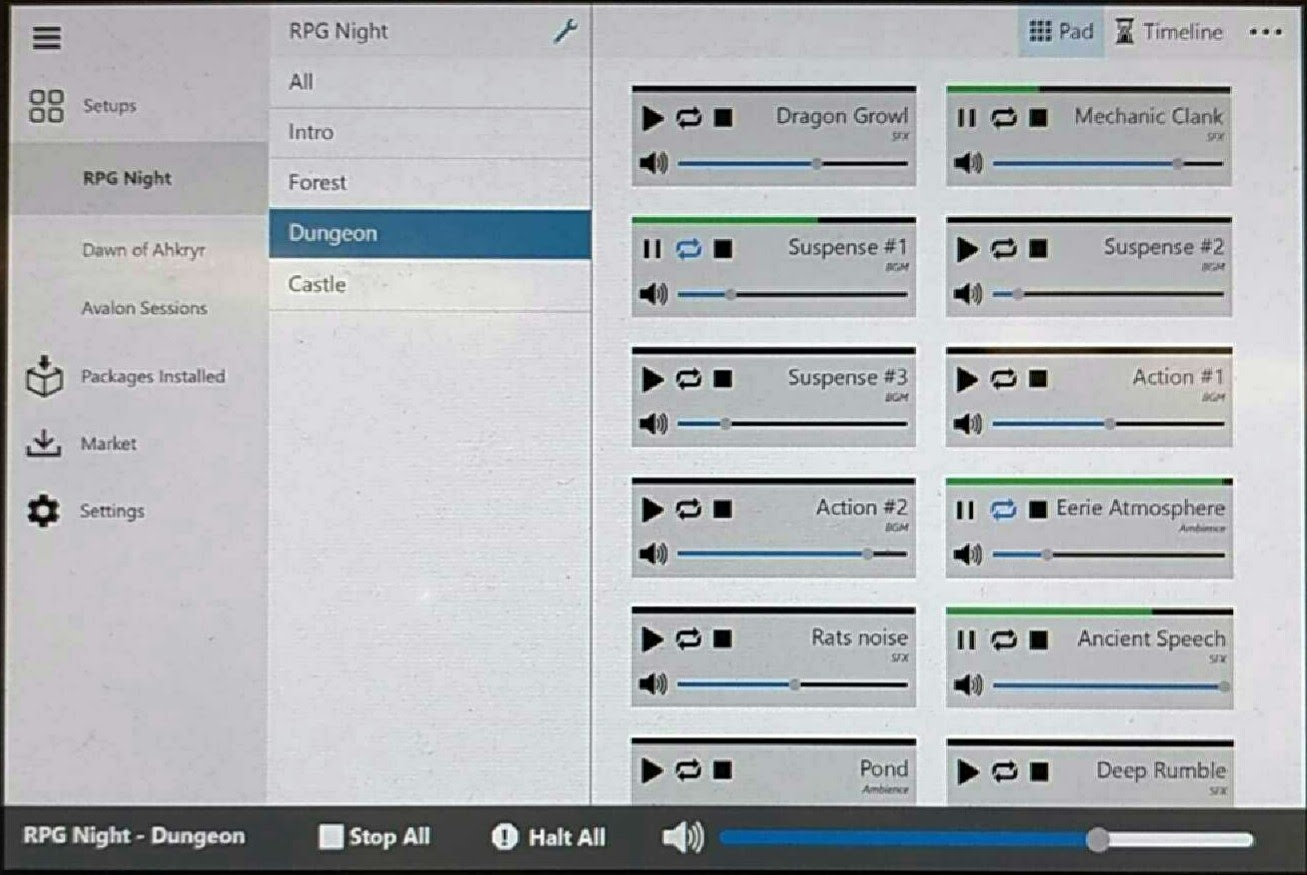 RPG Night
Pad
Timeline
Setups
RPG Night
Dawn of Ahkryr
Avalon Sessions
Packages Installed
Market
Settings
All
Intro
Forest
Dungeon
Castle
Dragon Growl
SFX
Mechanic Clank
SFX
Suspense #1
BGM
Suspense #2
BGM
Suspense #3
BGM
Action #1
BGM
Action #2
BGM
Eerie Atmosphere
Ambience
Rats noise
SFX
Ancient Speech
SFX
Pond
Ambience
Deep Rumble
SFX
RPG Night - Dungeon
Stop All
Halt All